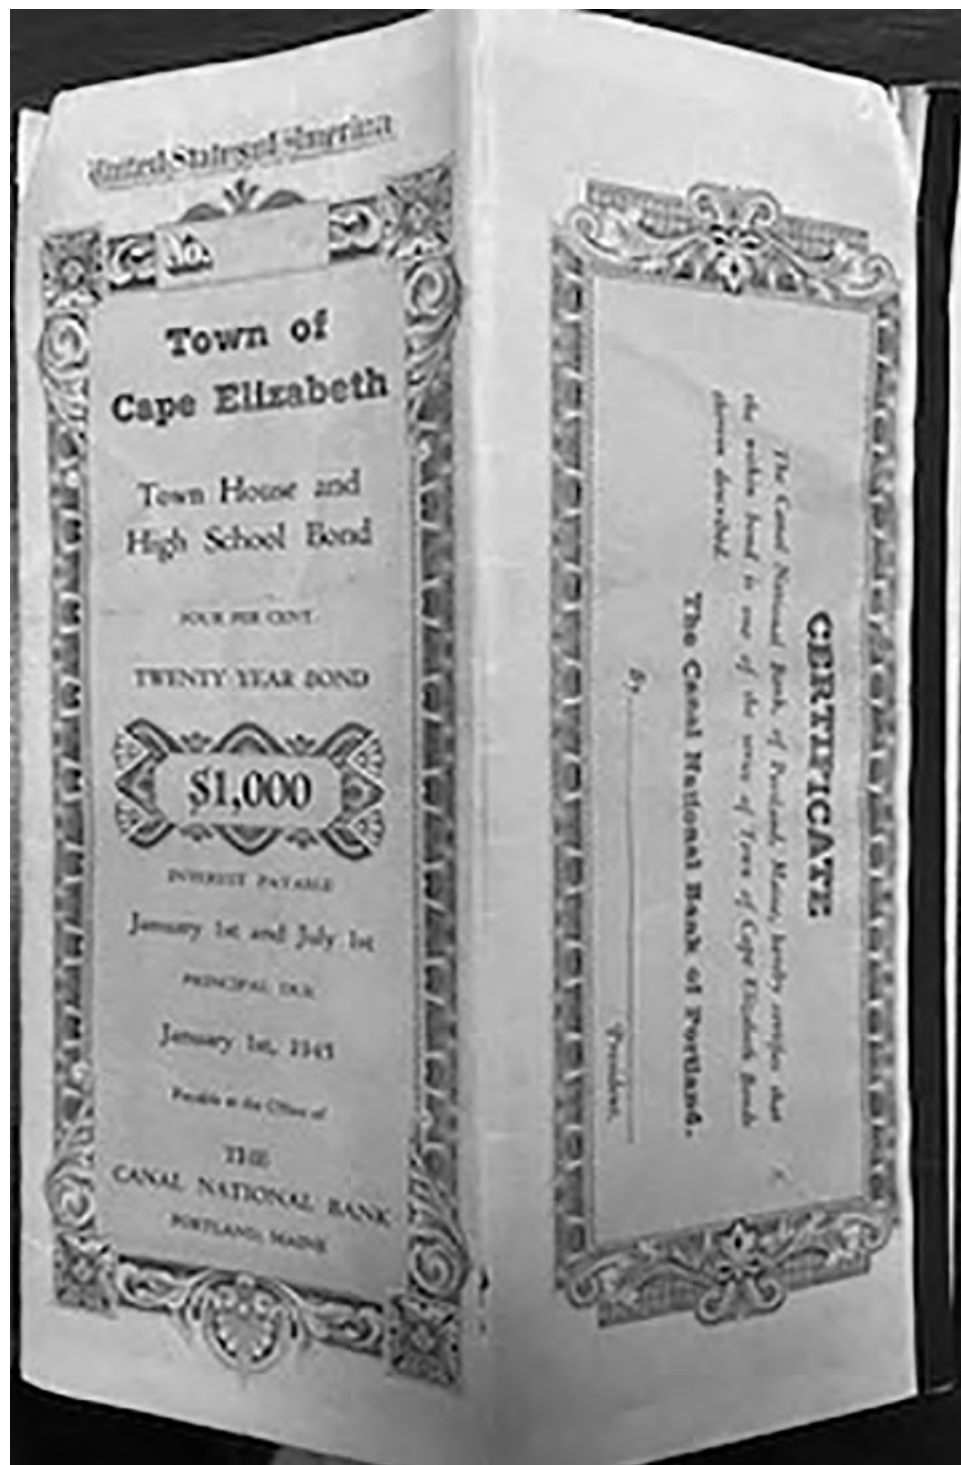 United States of America
No.
Town of
Cape Elizabeth
Town House and
High School Bond
FOUR PER CENT
TWENTY YEAR BOND
$1,000
INTEREST PAYABLE
January 1st and July 1st
PRINCIPAL DUE
January 1st, 1945
Payable at the Office of
THE
CANAL NATIONAL BANK
PORTLAND, MAINE
CERTIFICATE
The Canal National Bank, of Portland, Maine, hereby certifies that
the within bond is one of the series of Town of Cape Elizabeth Bonds
therein described.
The Canal National Bank of Portland.
By
President.